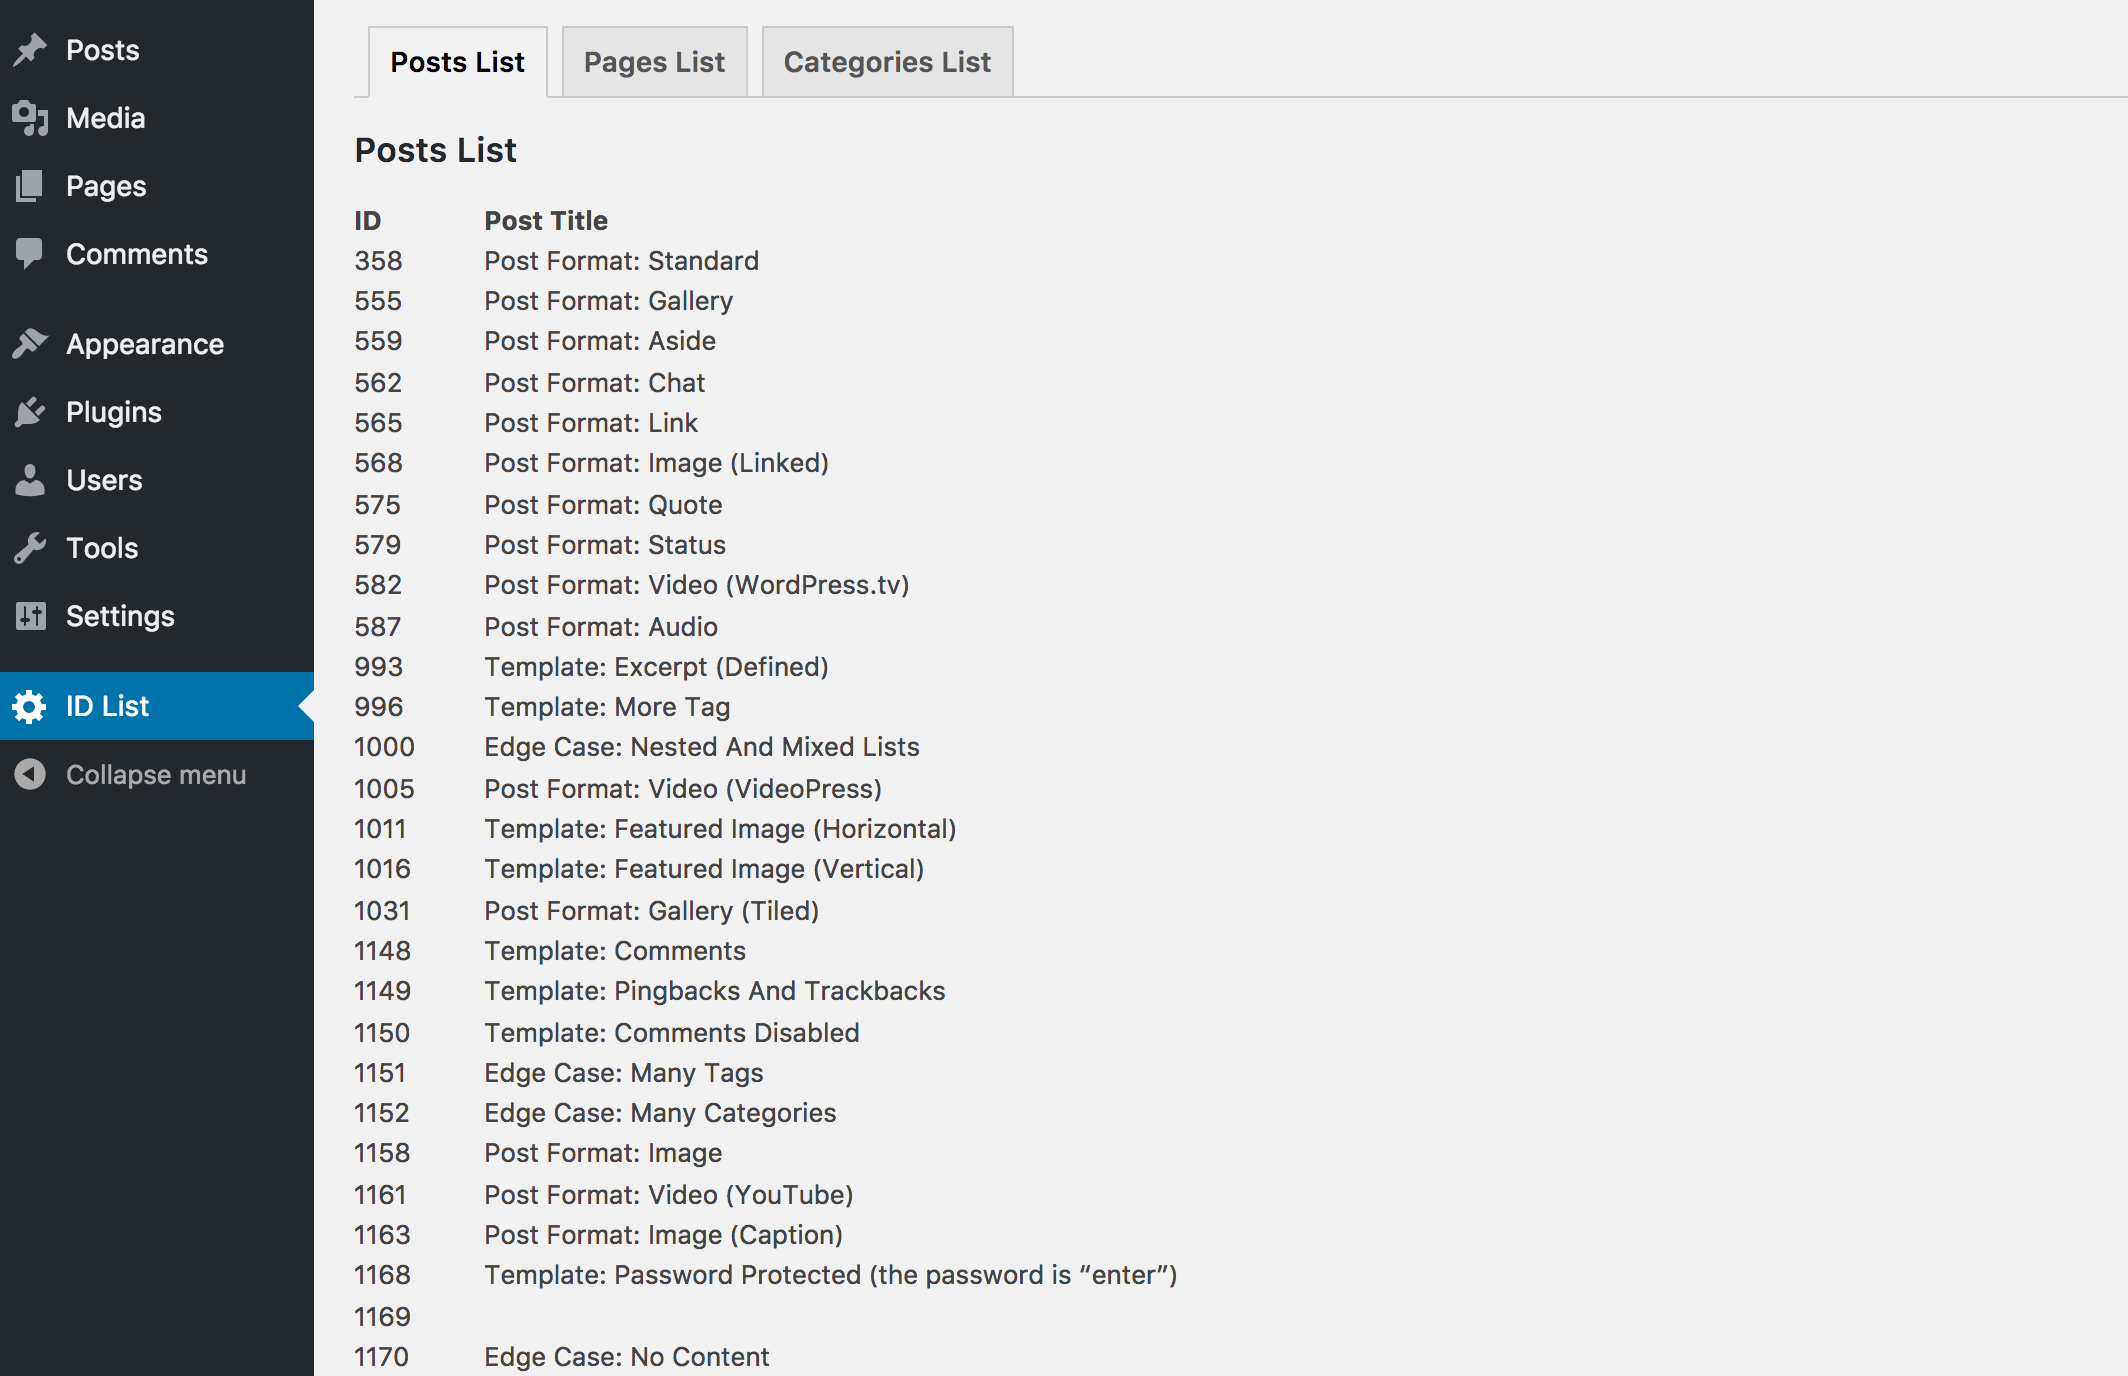 Posts
Media
Pages
Comments
Appearance
Plugins
Users
Tools
Settings
ID List
Collapse menu
Posts List Pages List Categories List
Posts List
ID Post Title
358 Post Format: Standard
555 Post Format: Gallery
559 Post Format: Aside
562 Post Format: Chat
565 Post Format: Link
568 Post Format: Image (Linked)
575 Post Format: Quote
579 Post Format: Status
582 Post Format: Video (WordPress.tv)
587 Post Format: Audio
993 Template: Excerpt (Defined)
996 Template: More Tag
1000 Edge Case: Nested And Mixed Lists
1005 Post Format: Video (VideoPress)
1011 Template: Featured Image (Horizontal)
1016 Template: Featured Image (Vertical)
1031 Post Format: Gallery (Tiled)
1148 Template: Comments
1149 Template: Pingbacks And Trackbacks
1150 Template: Comments Disabled
1151 Edge Case: Many Tags
1152 Edge Case: Many Categories
1158 Post Format: Image
1161 Post Format: Video (YouTube)
1163 Post Format: Image (Caption)
1168 Template: Password Protected (the password is “enter”)
1169
1170 Edge Case: No Content